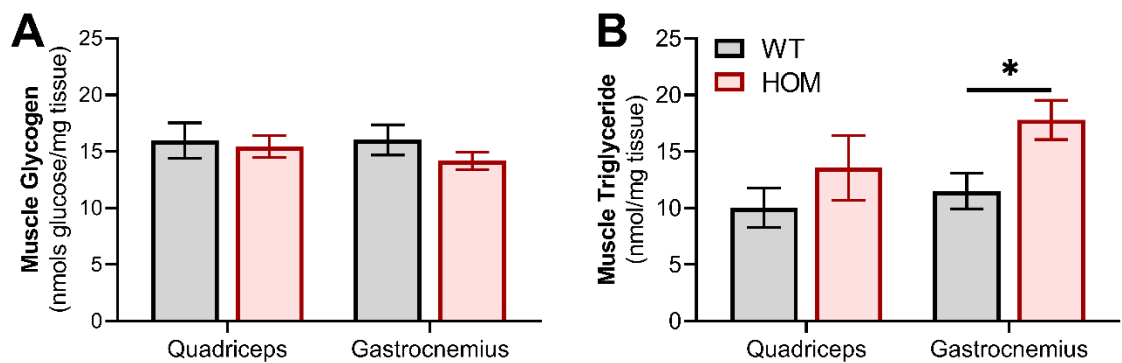 A
Muscle Glycogen
(nmols glucose/mg tissue)
25
20
15
10
5
0
Quadriceps Gastrocnemius
B
WT
HOM
*
Muscle Triglyceride
(nmol/mg tissue)
25
20
15
10
5
0
Quadriceps Gastrocnemius